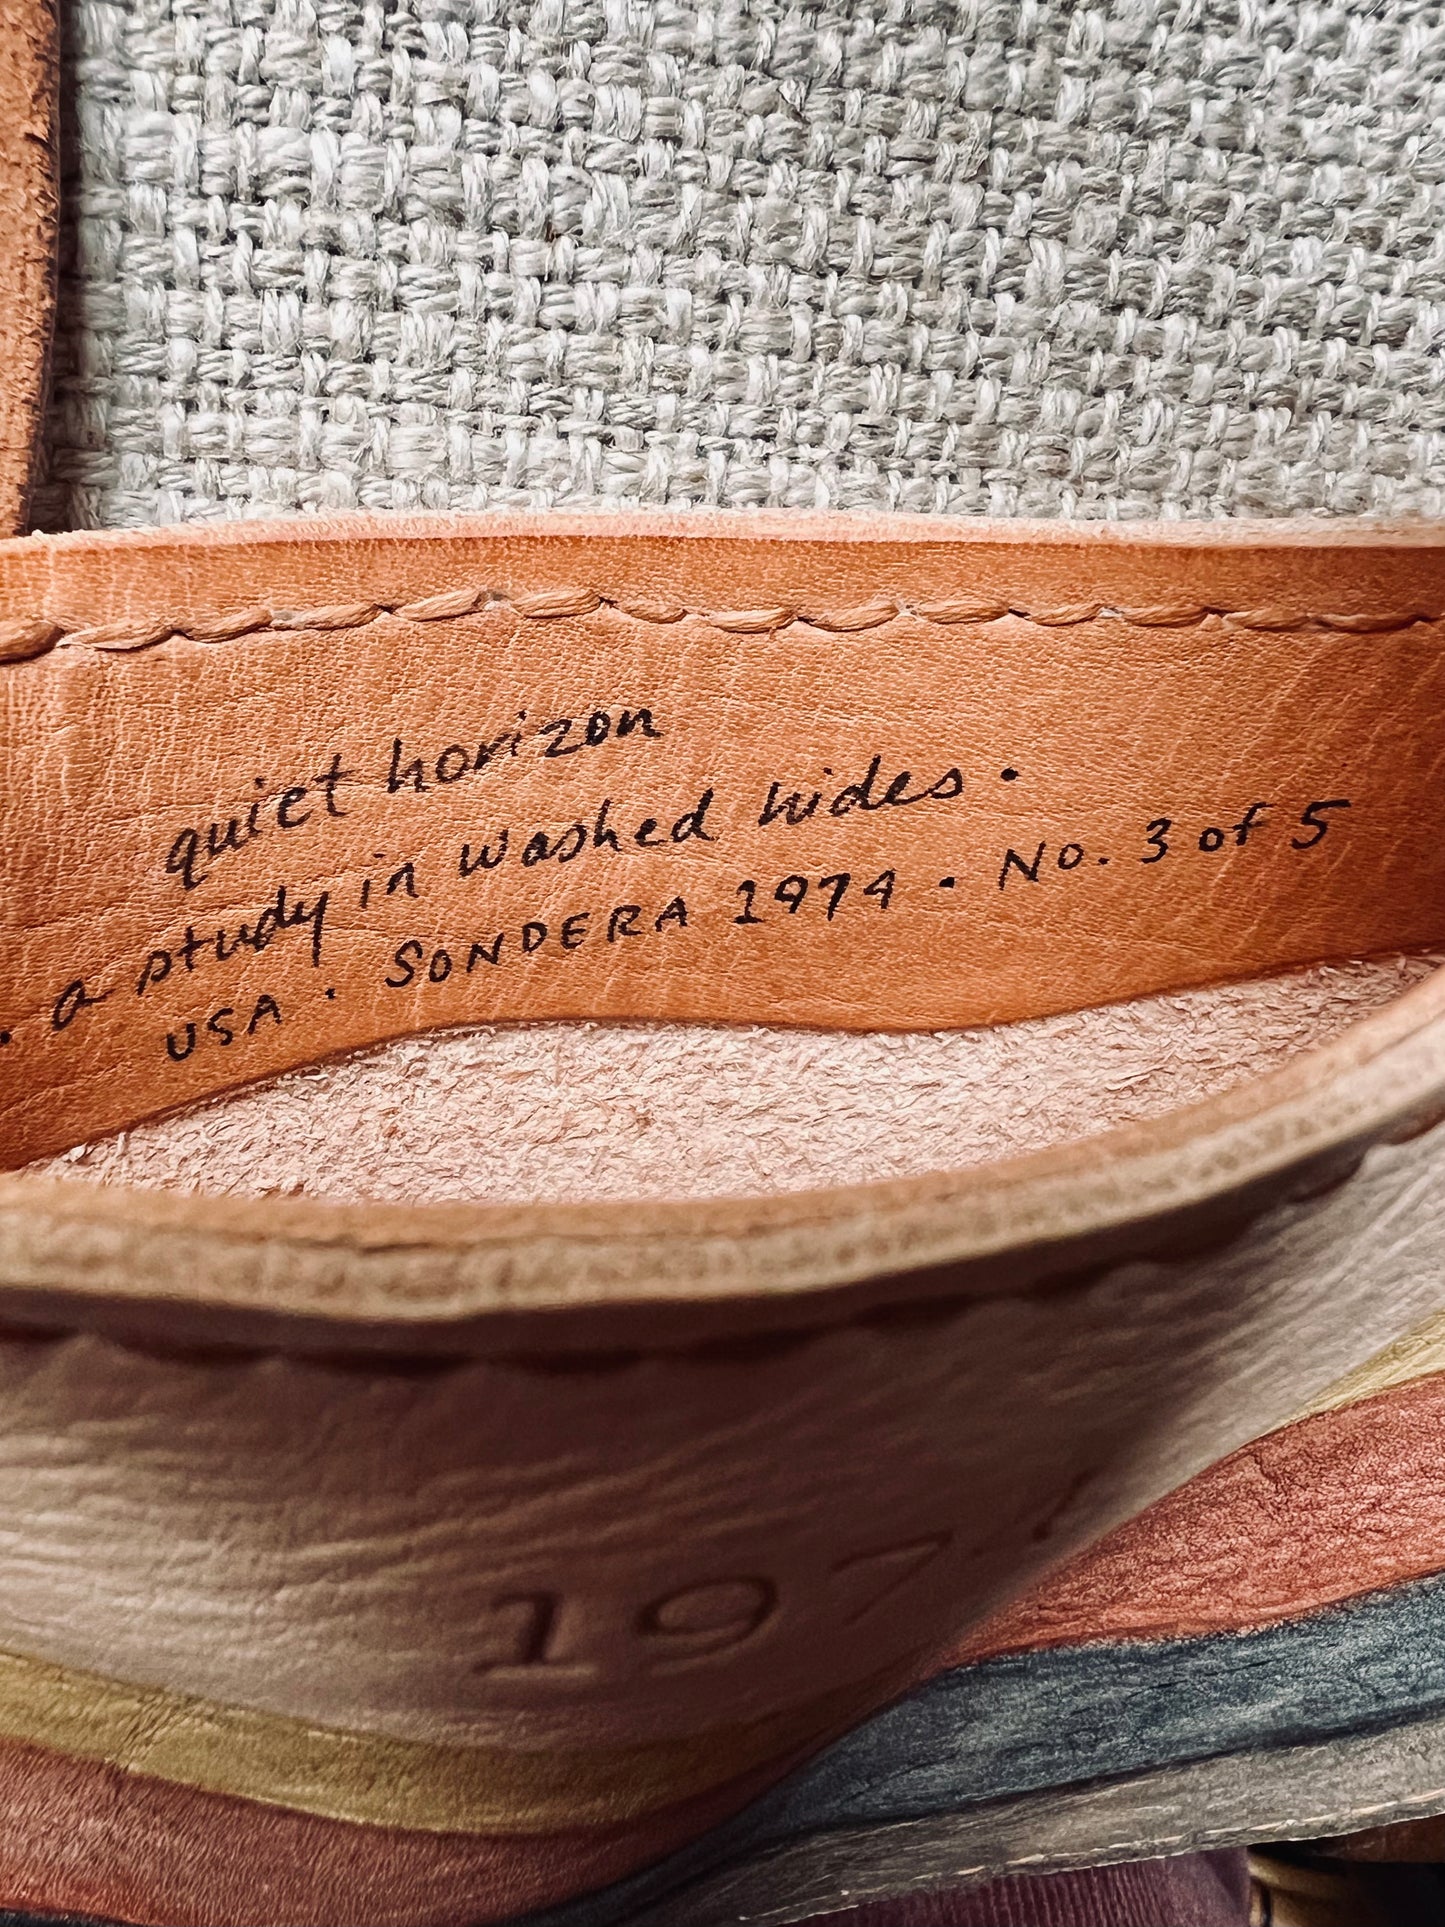 quiet horizon
. a study in washed hides .
USA . SONDERA 1974 . No. 3 of 5
197